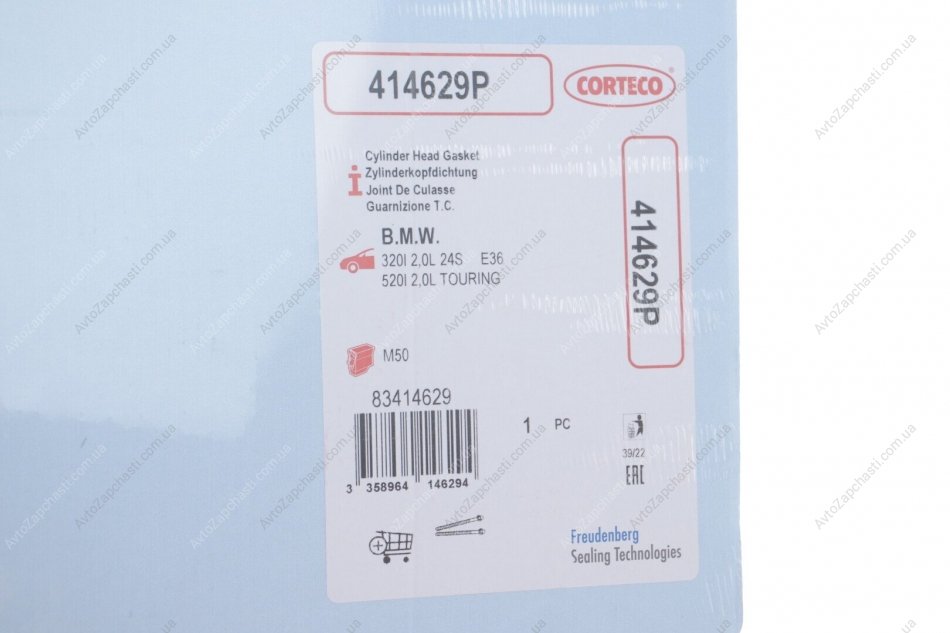 414629P
CORTECO
Cylinder Head Gasket
Zylinderkopfdichtung
Joint De Culasse
Guarnizione T.C.
B.M.W.
320I 2,0L 24S E36
520I 2,0L TOURING
414629P
M50
83414629
3 358964 146294
1 PC
39/22
EAC
Freudenberg
Sealing Technologies
AvtoZapchasti.com.ua